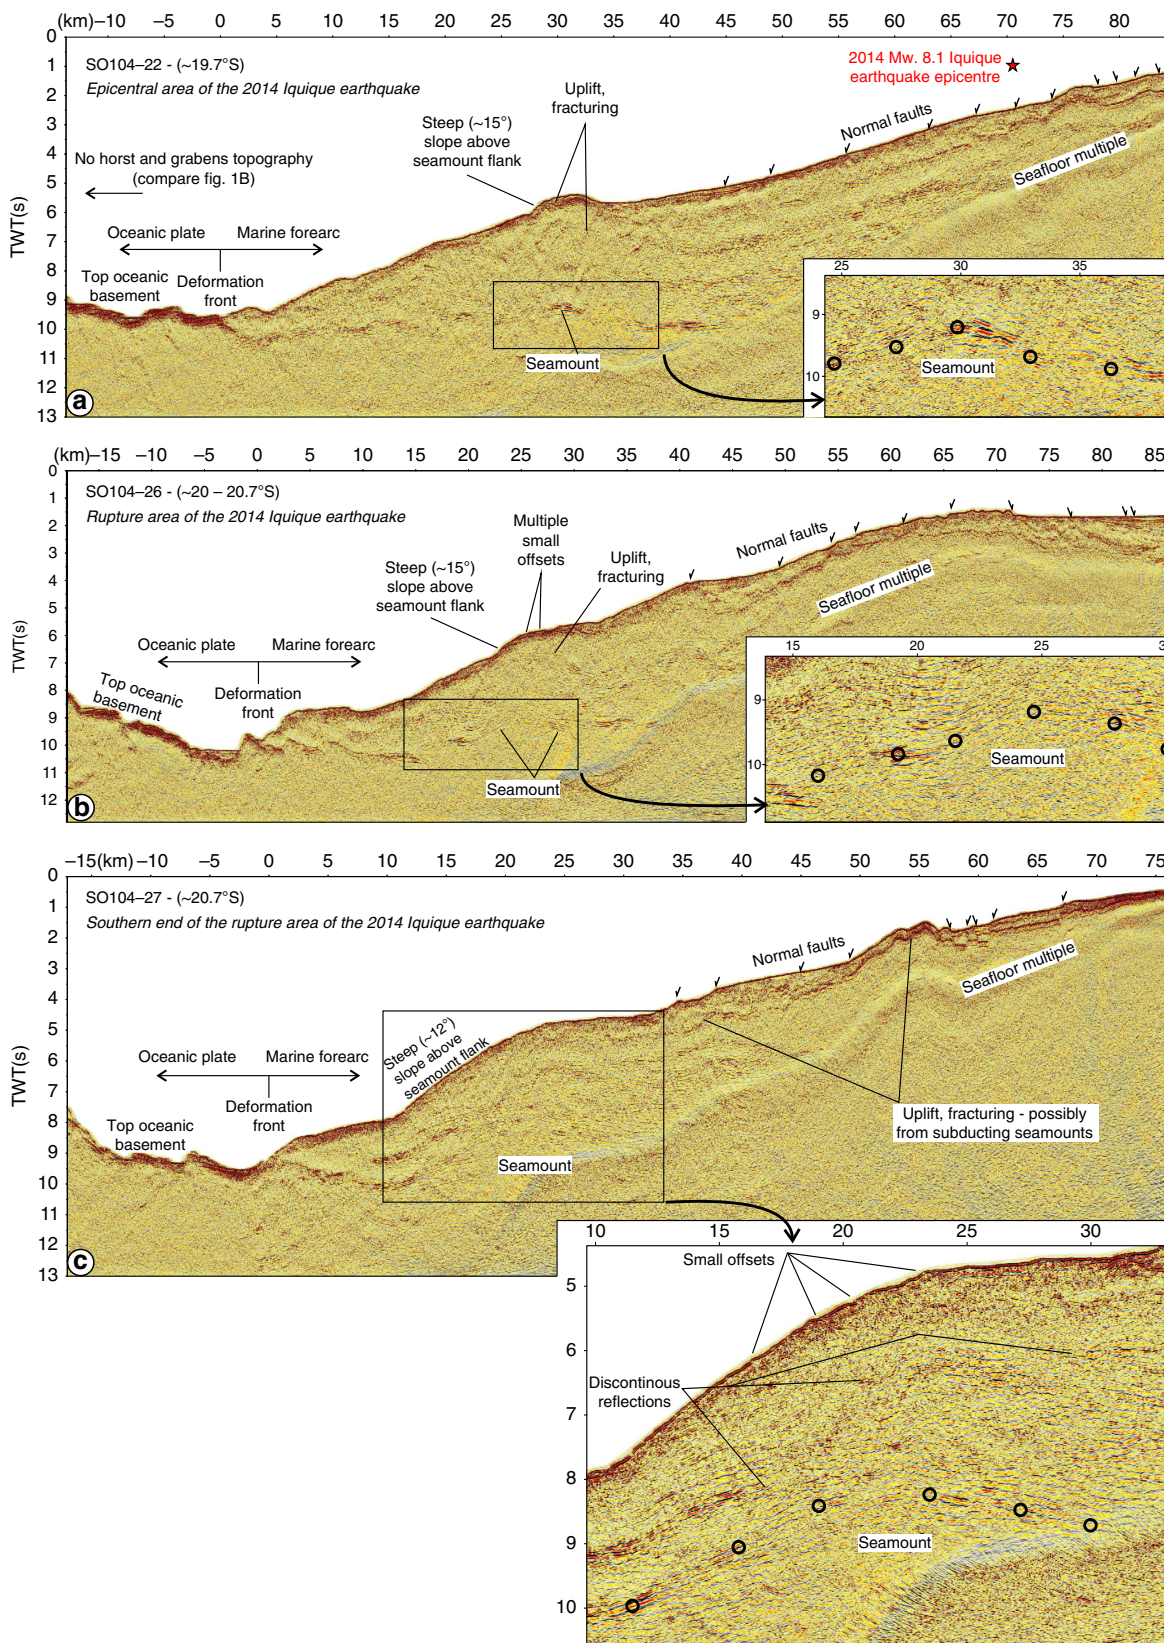 (km) −10 −5 0 5 10 15 20 25 30 35 40 45 50 55 60 65 70 75 80
0
1
2
3
4
5
6
7
8
9
10
11
12
13
TWT(s)
SO104–22 - (~19.7°S)
Epicentral area of the 2014 Iquique earthquake
2014 Mw. 8.1 Iquique
earthquake epicentre
Uplift,
fracturing
Steep (~15°)
slope above
seamount flank
Normal faults
Seafloor multiple
No horst and grabens topography
(compare fig. 1B)
Oceanic plate
Marine forearc
Top oceanic
basement
Deformation
front
Seamount
25 30 35
9
10
Seamount
a
(km) −15 −10 −5 0 5 10 15 20 25 30 35 40 45 50 55 60 65 70 75 80 85
0
1
2
3
4
5
6
7
8
9
10
11
12
TWT(s)
SO104–26 - (~20 – 20.7°S)
Rupture area of the 2014 Iquique earthquake
Multiple
small
offsets
Steep (~15°)
slope above
seamount flank
Uplift,
fracturing
Normal faults
Seafloor multiple
Oceanic plate
Marine forearc
Top oceanic
basement
Deformation
front
Seamount
15 20 25 3
9
10
Seamount
b
−15(km) −10 −5 0 5 10 15 20 25 30 35 40 45 50 55 60 65 70 75
0
1
2
3
4
5
6
7
8
9
10
11
12
13
TWT(s)
SO104–27 - (~20.7°S)
Southern end of the rupture area of the 2014 Iquique earthquake
Normal faults
Seafloor multiple
Steep (~12°)
slope above
seamount flank
Oceanic plate
Marine forearc
Top oceanic
basement
Deformation
front
Uplift, fracturing - possibly
from subducting seamounts
Seamount
c
10 15 20 25 30
5
6
7
8
9
10
Small offsets
Discontinous
reflections
Seamount